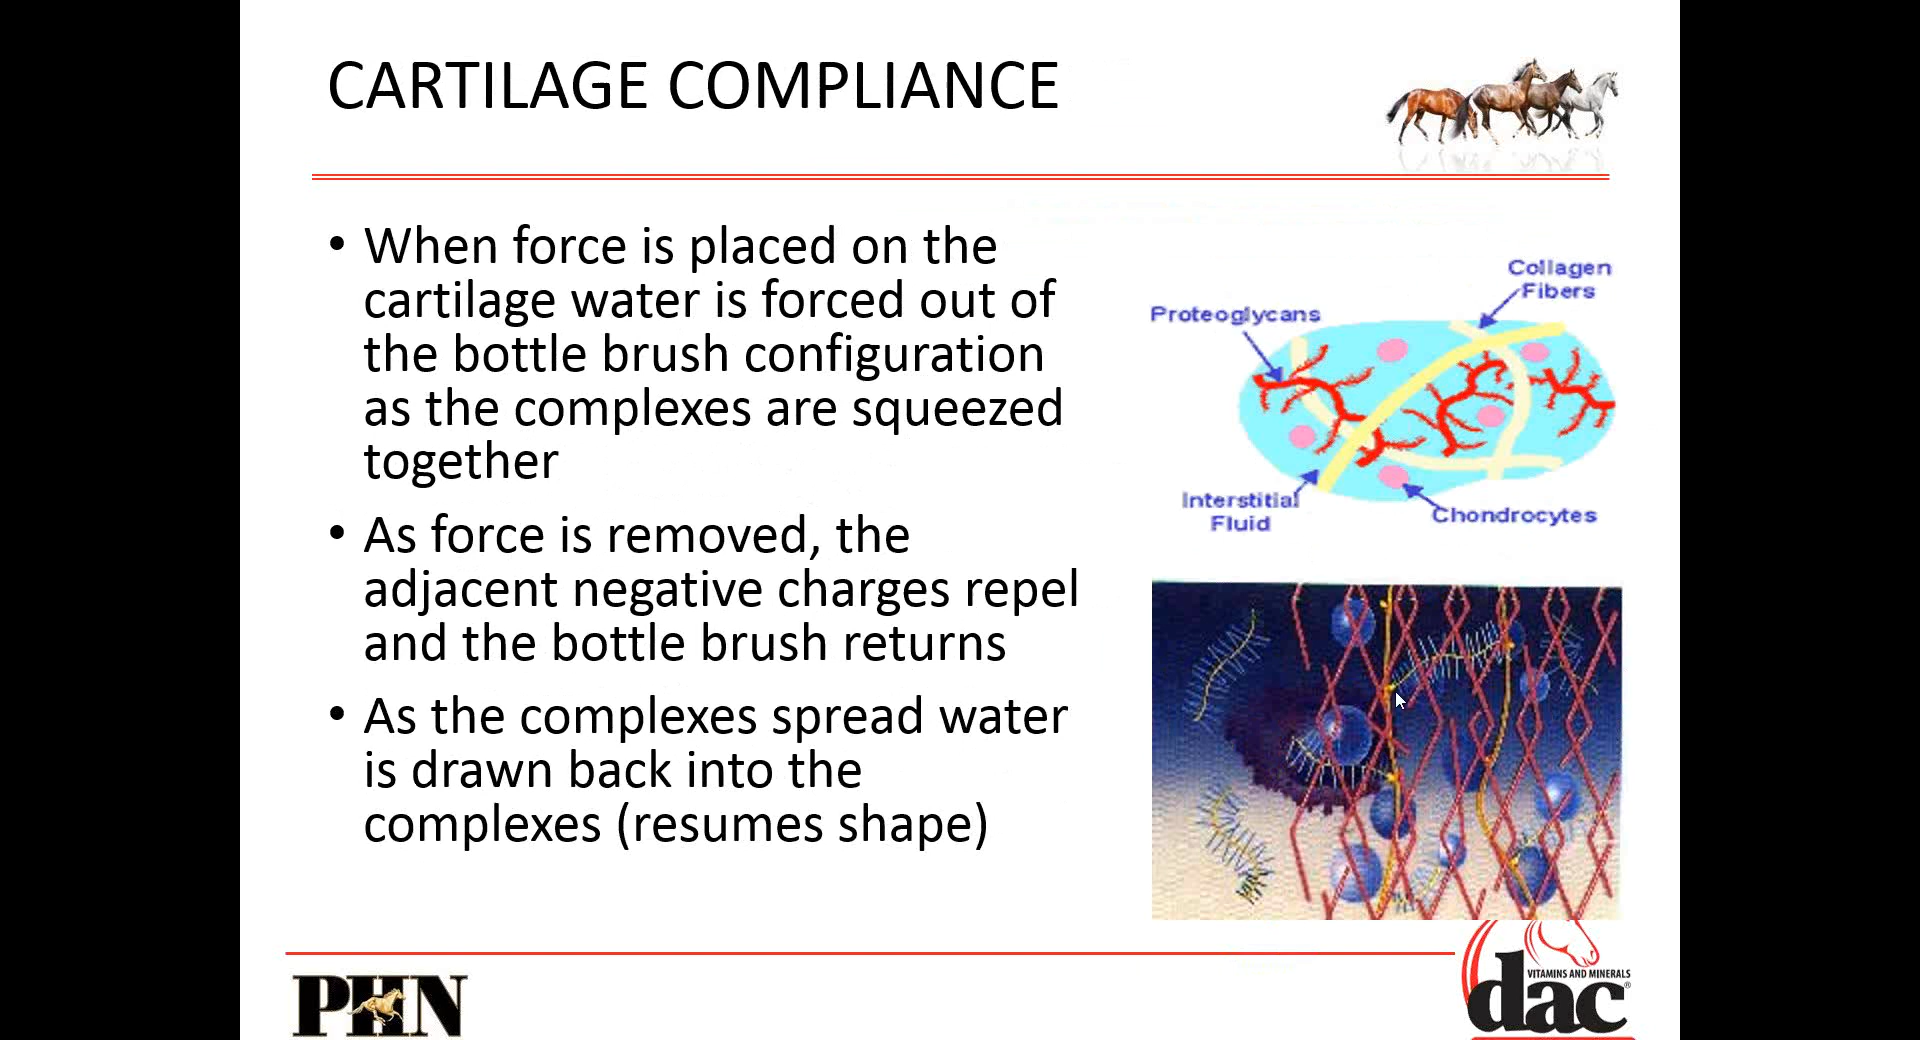 CARTILAGE COMPLIANCE
• When force is placed on the
cartilage water is forced out of
the bottle brush configuration
as the complexes are squeezed
together
• As force is removed, the
adjacent negative charges repel
and the bottle brush returns
• As the complexes spread water
is drawn back into the
complexes (resumes shape)
Collagen
Fibers
Proteoglycans
Interstitial
Fluid
Chondrocytes
PHN
VITAMINS AND MINERALS
dac®